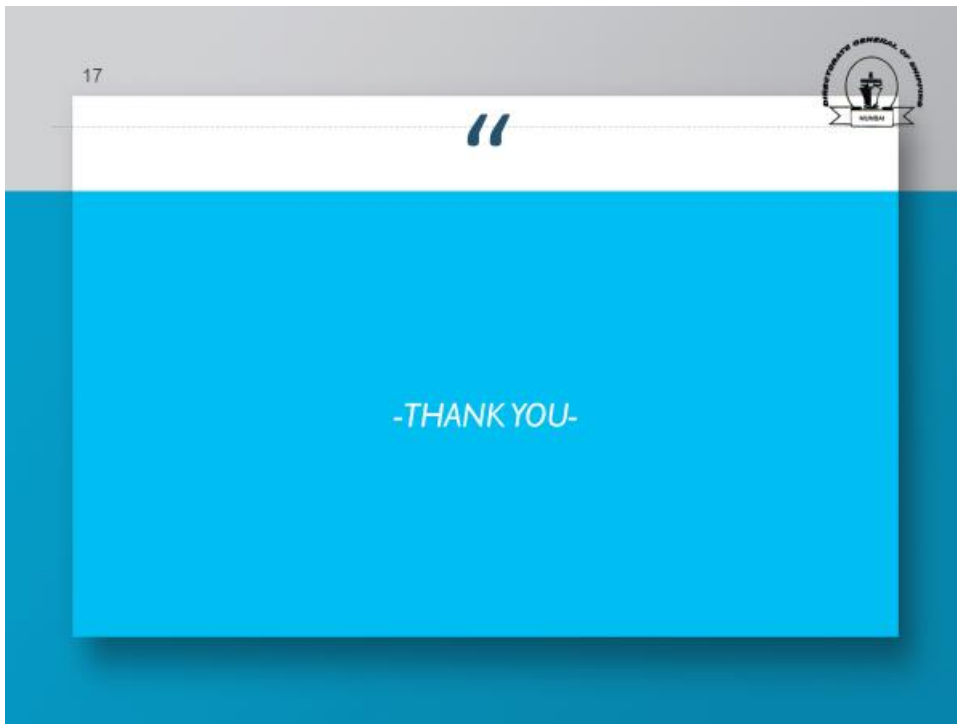 17
DIRECTORATE GENERAL OF SHIPPING
MUMBAI
“
-THANK YOU-